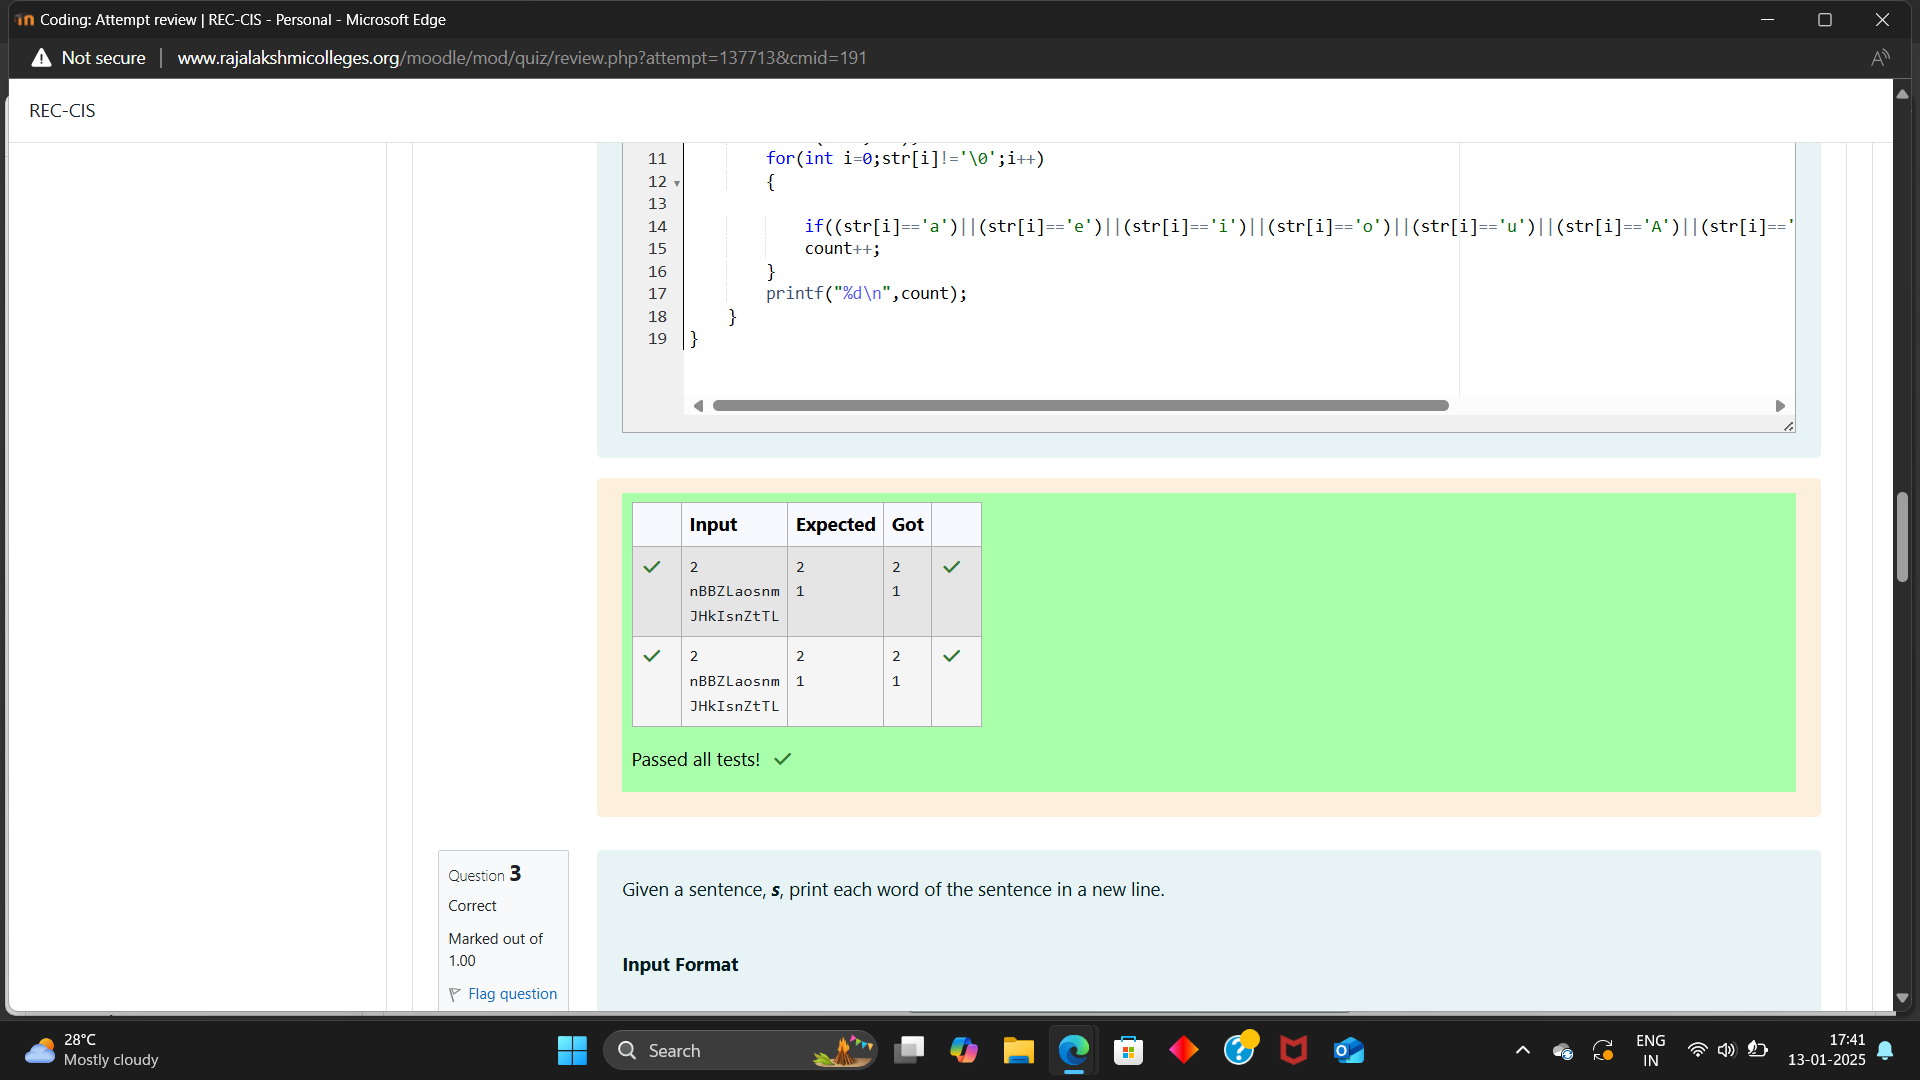 Coding: Attempt review | REC-CIS - Personal - Microsoft Edge
Not secure
www.rajalakshmicolleges.org/moodle/mod/quiz/review.php?attempt=137713&cmid=191
REC-CIS
11 for(int i=0;str[i]!='\0';i++)
12 {
13
14 if((str[i]=='a')||(str[i]=='e')||(str[i]=='i')||(str[i]=='o')||(str[i]=='u')||(str[i]=='A')||(str[i]=='
15 count++;
16 }
17 printf("%d\n",count);
18 }
19 }
Input Expected Got
2 2 2
nBBZLaosnm 1 1
JHkIsnZtTL
2 2 2
nBBZLaosnm 1 1
JHkIsnZtTL
Passed all tests!
Question 3
Correct
Marked out of
1.00
Flag question
Given a sentence, s, print each word of the sentence in a new line.
Input Format
28°C
Mostly cloudy
Search
ENG
IN
17:41
13-01-2025